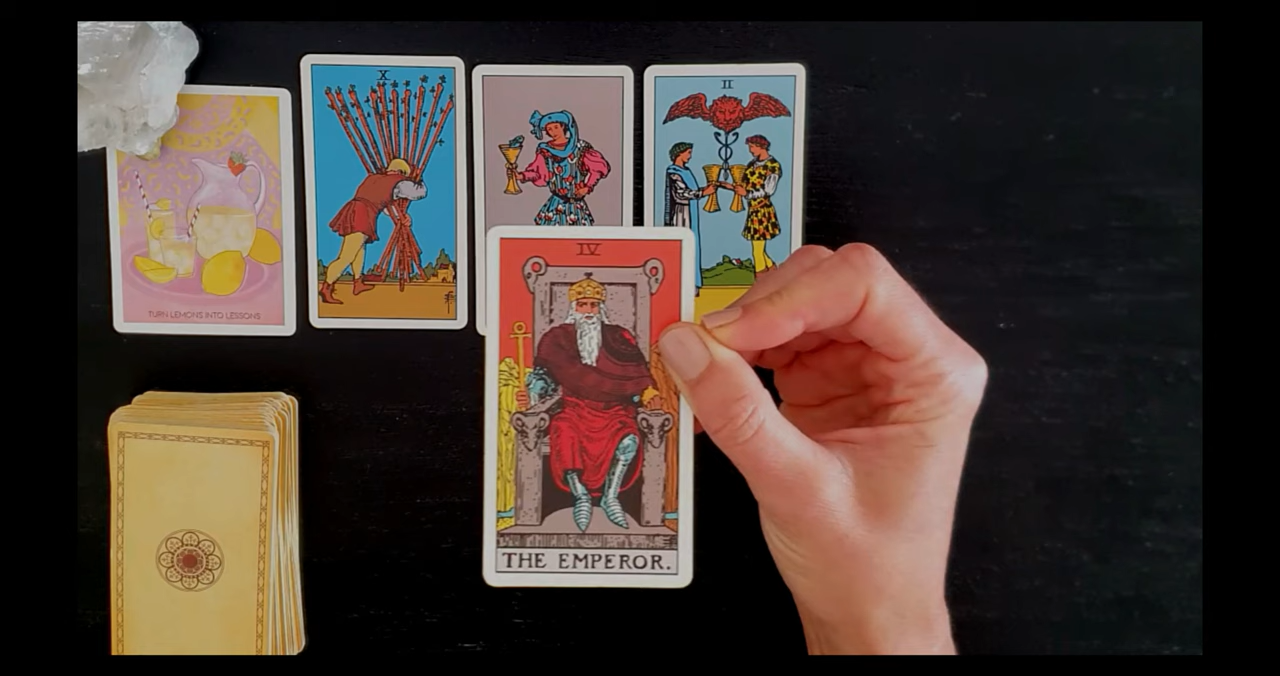 TURN LEMONS INTO LESSONS
X
II
IV
THE EMPEROR.